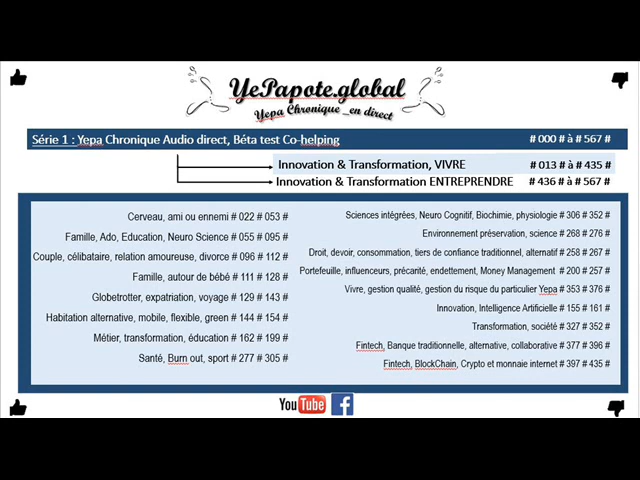 YePapote.global
Yepa Chronique _en direct
Série 1 : Yepa Chronique Audio direct, Béta test Co-helping # 000 # à # 567 #
Innovation & Transformation, VIVRE # 013 # à # 435 #
Innovation & Transformation ENTREPRENDRE # 436 # à # 567 #
Cerveau, ami ou ennemi # 022 # 053 #
Famille, Ado, Education, Neuro Science # 055 # 095 #
Couple, célibataire, relation amoureuse, divorce # 096 # 112 #
Famille, autour de bébé # 111 # 128 #
Globetrotter, expatriation, voyage # 129 # 143 #
Habitation alternative, mobile, flexible, green # 144 # 154 #
Métier, transformation, éducation # 162 # 199 #
Santé, Burn out, sport # 277 # 305 #
Sciences intégrées, Neuro Cognitif, Biochimie, physiologie # 306 # 352 #
Environnement préservation, science # 268 # 276 #
Droit, devoir, consommation, tiers de confiance traditionnel, alternatif # 258 # 267 #
Portefeuille, influenceurs, précarité, endettement, Money Management # 200 # 257 #
Vivre, gestion qualité, gestion du risque du particulier Yepa # 353 # 376 #
Innovation, Intelligence Artificielle # 155 # 161 #
Transformation, société # 327 # 352 #
Fintech, Banque traditionnelle, alternative, collaborative # 377 # 396 #
Fintech, BlockChain, Crypto et monnaie internet # 397 # 435 #
YouTube f